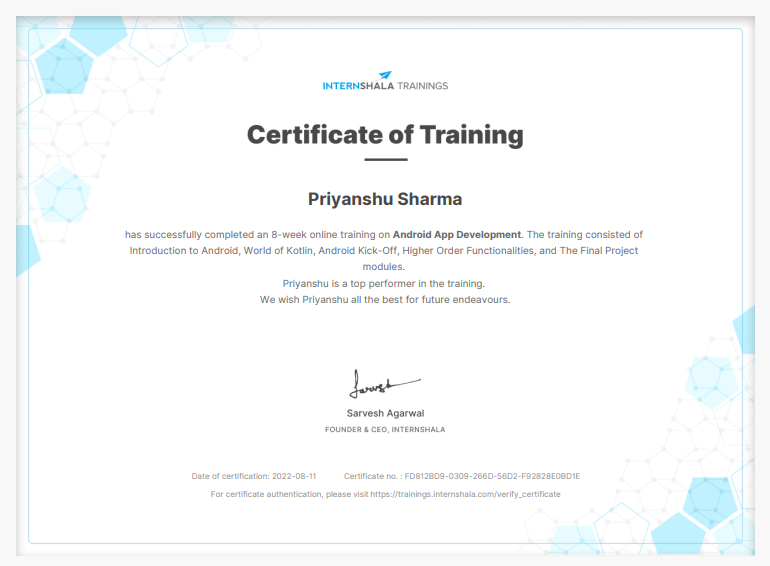 INTERNSHALA TRAININGS
Certificate of Training
Priyanshu Sharma
has successfully completed an 8-week online training on Android App Development. The training consisted of
Introduction to Android, World of Kotlin, Android Kick-Off, Higher Order Functionalities, and The Final Project
modules.
Priyanshu is a top performer in the training.
We wish Priyanshu all the best for future endeavours.
Sarvesh
Sarvesh Agarwal
FOUNDER & CEO, INTERNSHALA
Date of certification: 2022-08-11 Certificate no. : FD812BD9-0309-266D-56D2-F92828E0BD1E
For certificate authentication, please visit https://trainings.internshala.com/verify_certificate